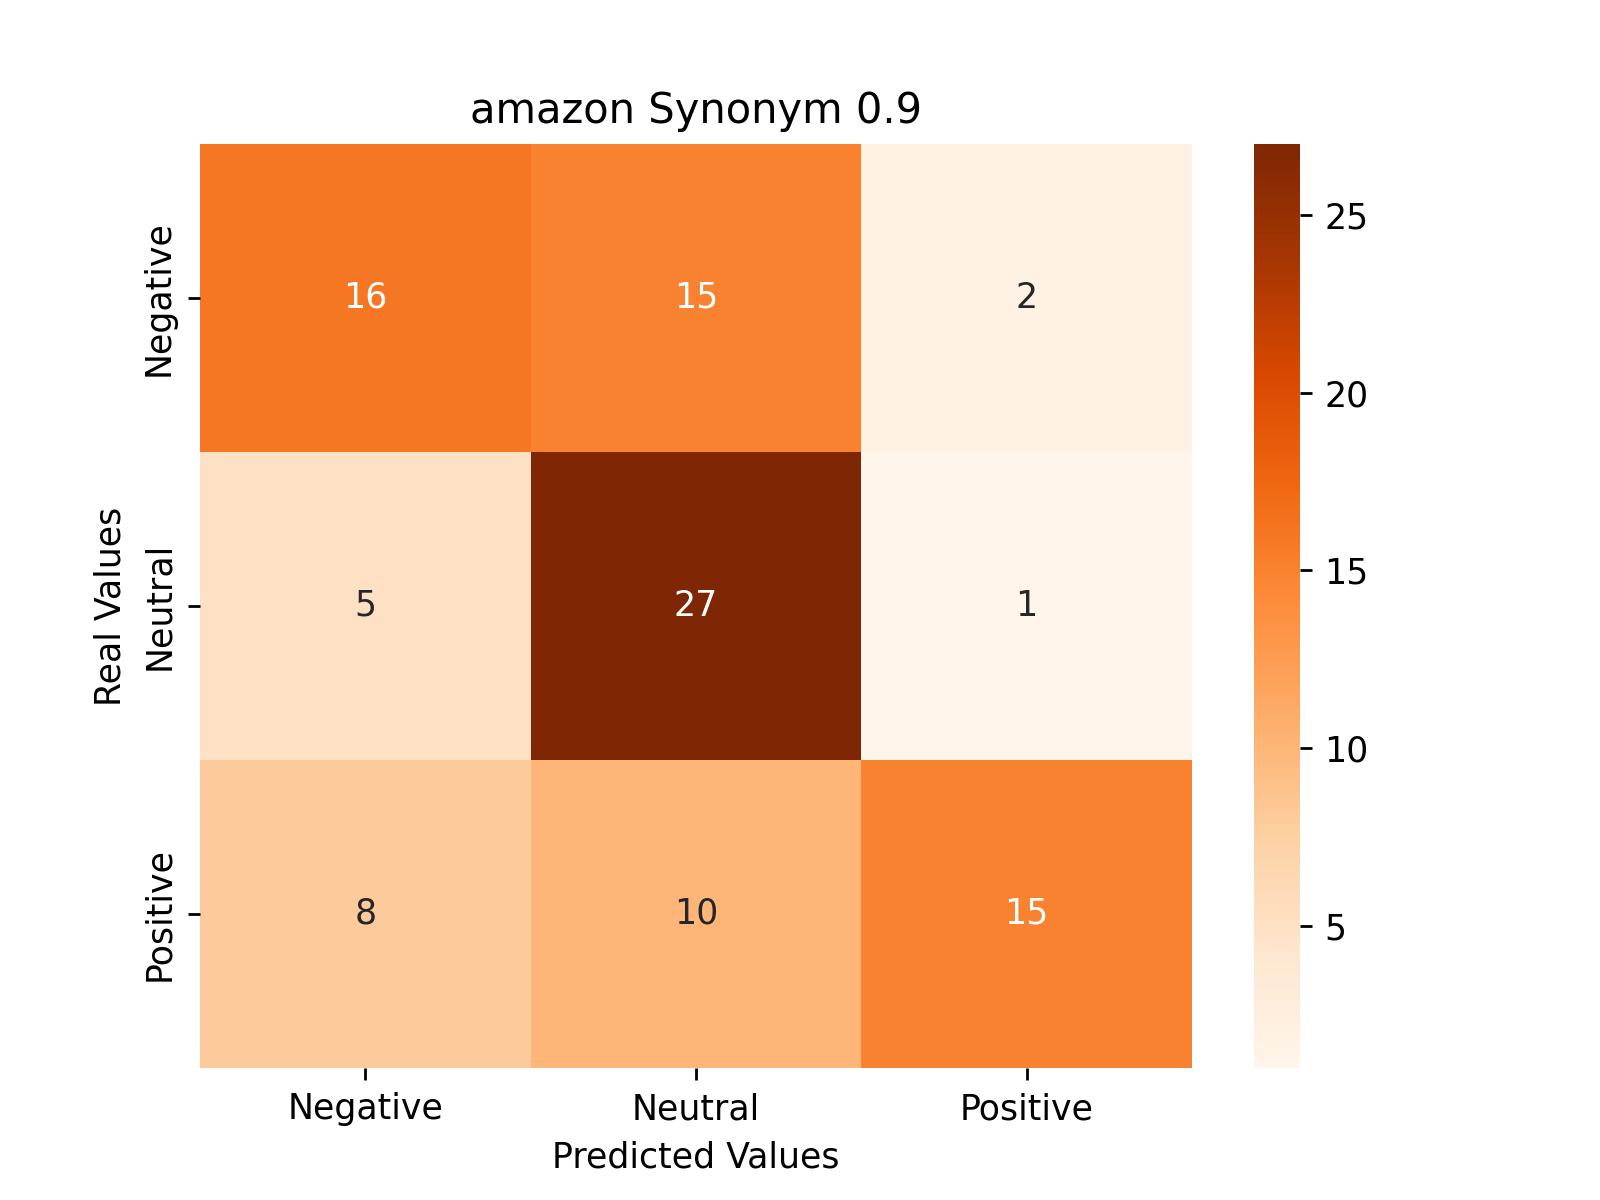 amazon Synonym 0.9
Real Values
Negative
16
15
2
Neutral
5
27
1
Positive
8
10
15
Negative
Neutral
Positive
Predicted Values
25
20
15
10
5